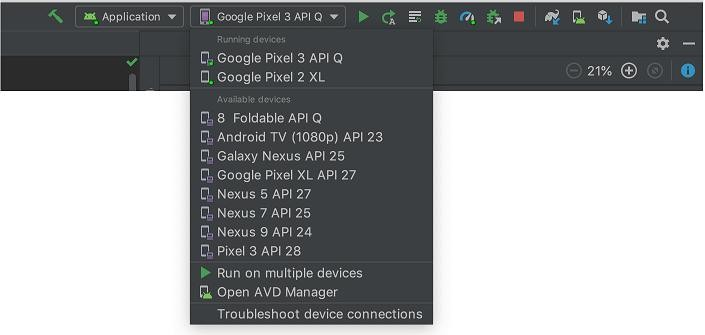 Application
Google Pixel 3 API Q
Running devices
Google Pixel 3 API Q
Google Pixel 2 XL
21%
Available devices
8 Foldable API Q
Android TV (1080p) API 23
Galaxy Nexus API 25
Google Pixel XL API 27
Nexus 5 API 27
Nexus 7 API 25
Nexus 9 API 24
Pixel 3 API 28
Run on multiple devices
Open AVD Manager
Troubleshoot device connections